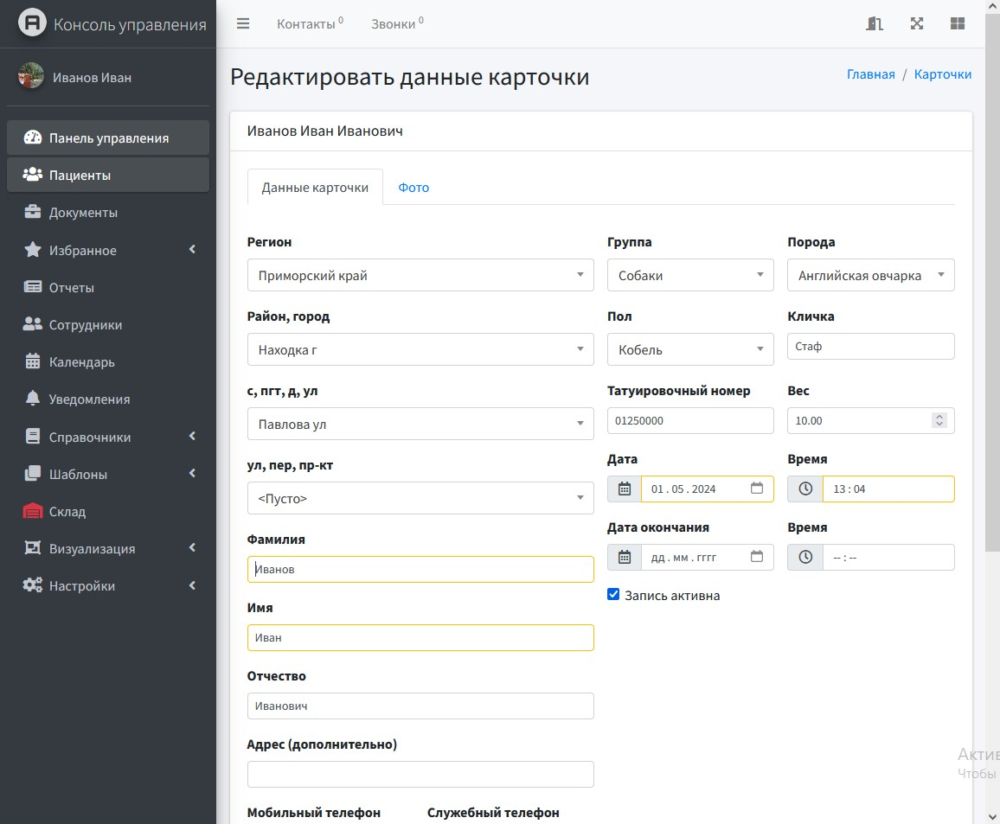 Консоль управления
Контакты 0
Звонки 0
Иванов Иван
Панель управления
Пациенты
Документы
Избранное
Отчеты
Сотрудники
Календарь
Уведомления
Справочники
Шаблоны
Склад
Визуализация
Настройки
Редактировать данные карточки
Главная / Карточки
Иванов Иван Иванович
Данные карточки
Фото
Регион
Приморский край
Район, город
Находка г
с, пгт, д, ул
Павлова ул
ул, пер, пр-кт
<Пусто>
Фамилия
Иванов
Имя
Иван
Отчество
Иванович
Адрес (дополнительно)
Мобильный телефон
Служебный телефон
Группа
Собаки
Порода
Английская овчарка
Пол
Кобель
Кличка
Стаф
Татуировочный номер
01250000
Вес
10.00
Дата
01 . 05 . 2024
Время
13 : 04
Дата окончания
дд . мм . гггг
Время
-- : --
Запись активна
Чтобы